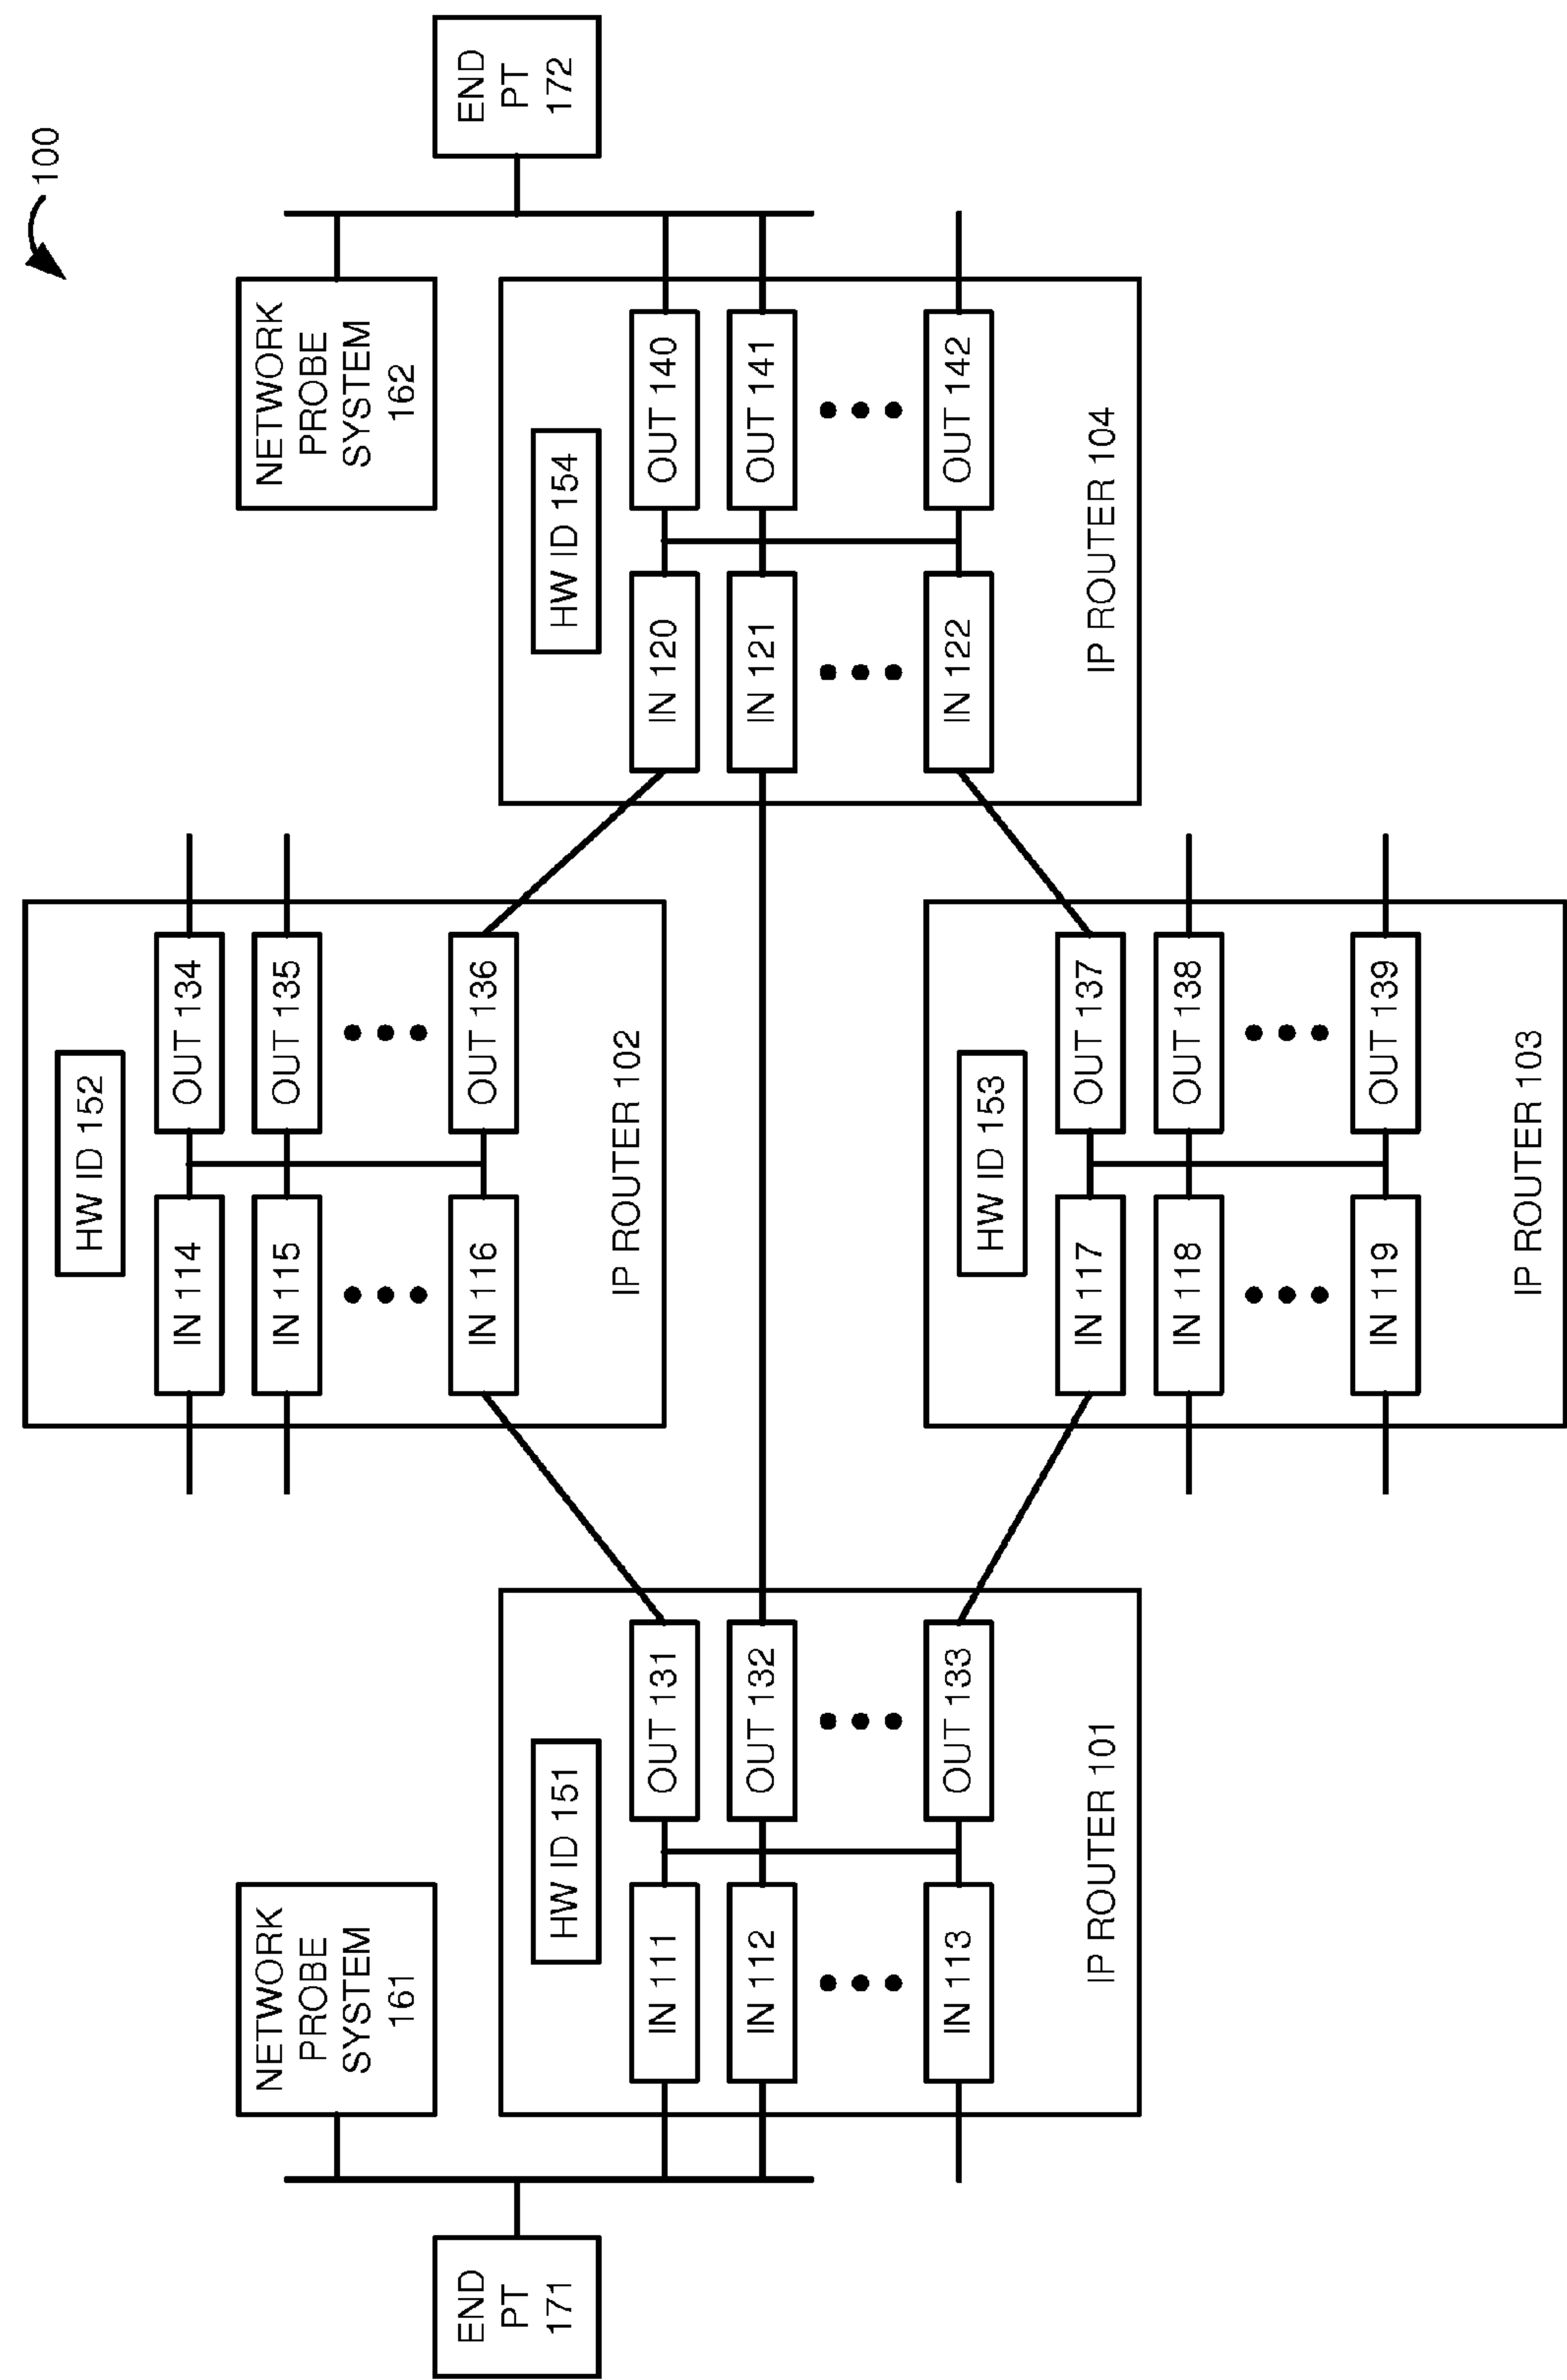 100
NETWORK
PROBE
SYSTEM
161
NETWORK
PROBE
SYSTEM
162
END
PT
171
END
PT
172
HW ID 152
IN 114
OUT 134
IN 115
OUT 135
IN 116
OUT 136
IP ROUTER 102
HW ID 151
IN 111
OUT 131
IN 112
OUT 132
IN 113
OUT 133
IP ROUTER 101
HW ID 154
IN 120
OUT 140
IN 121
OUT 141
IN 122
OUT 142
IP ROUTER 104
HW ID 153
IN 117
OUT 137
IN 118
OUT 138
IN 119
OUT 139
IP ROUTER 103